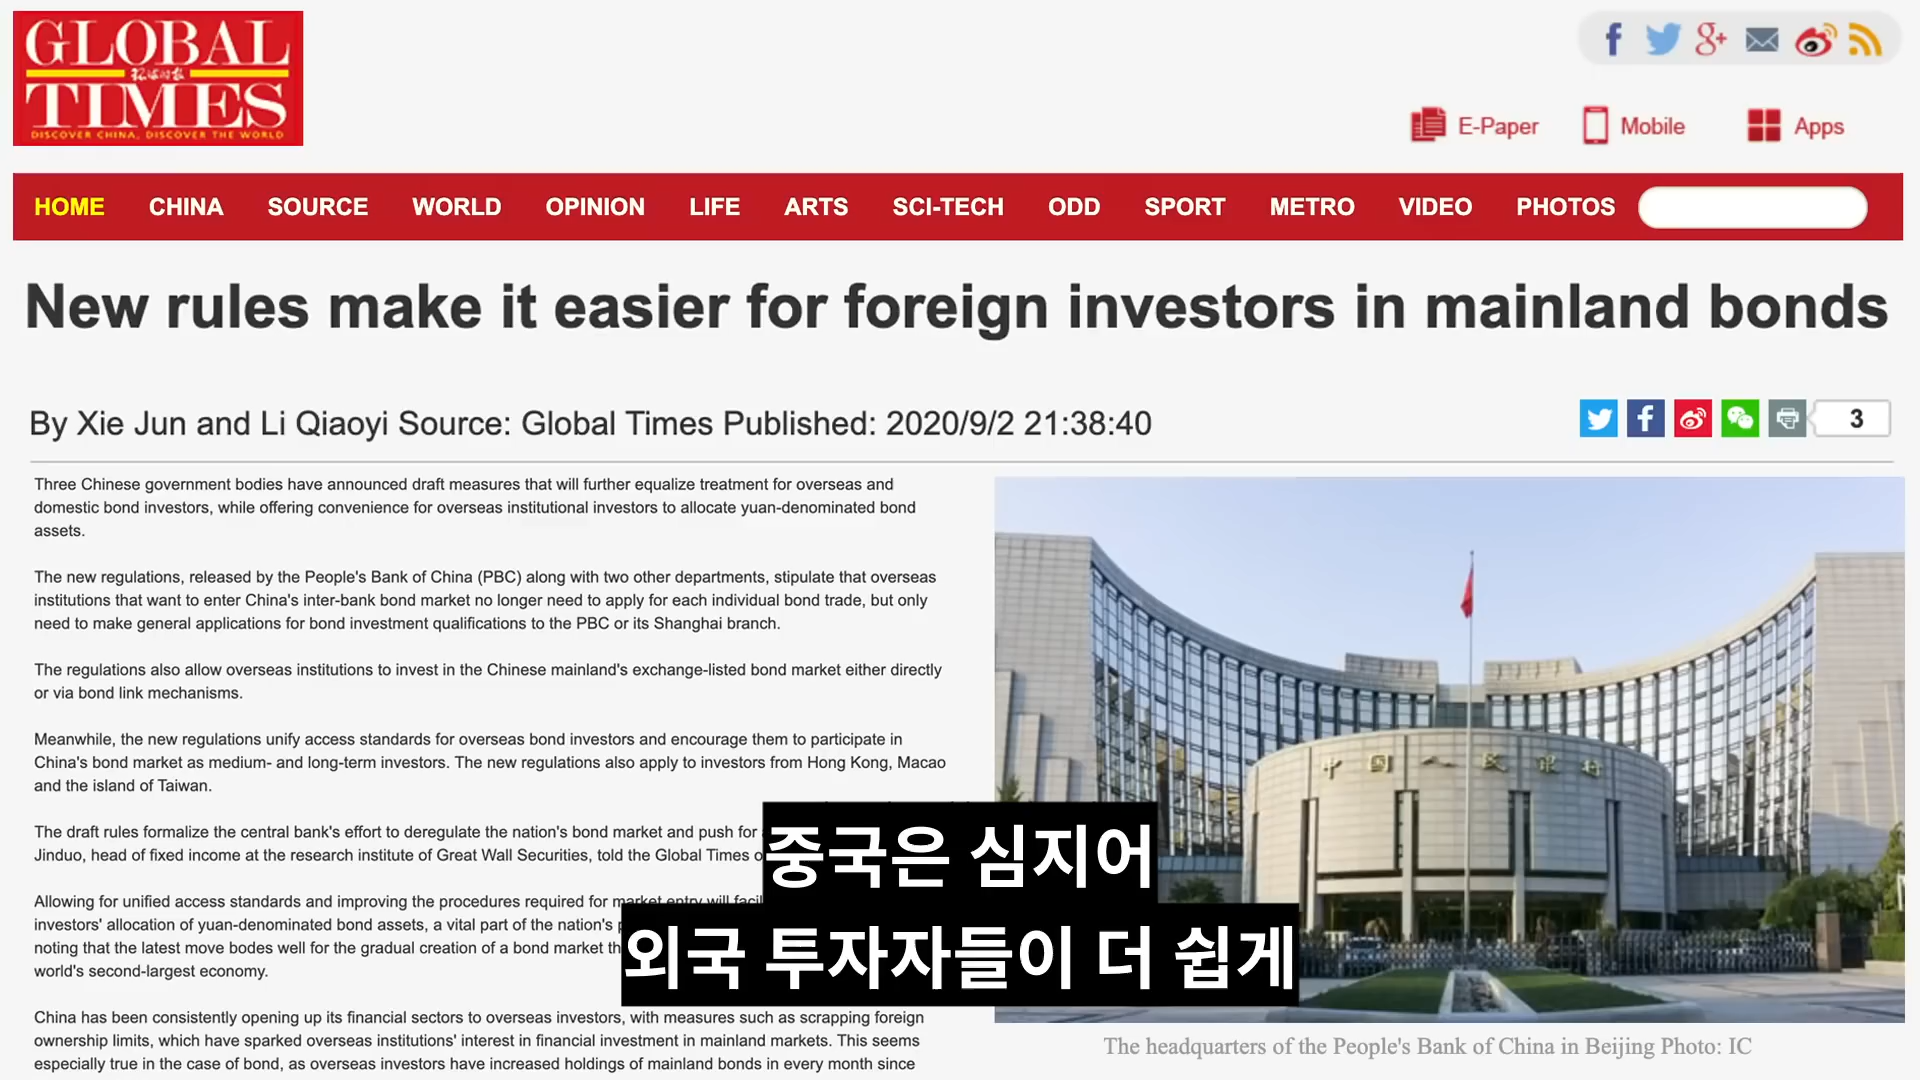 GLOBAL
环球时报
TIMES
DISCOVER CHINA, DISCOVER THE WORLD
E-Paper Mobile Apps
HOME CHINA SOURCE WORLD OPINION LIFE ARTS SCI-TECH ODD SPORT METRO VIDEO PHOTOS
New rules make it easier for foreign investors in mainland bonds
By Xie Jun and Li Qiaoyi Source: Global Times Published: 2020/9/2 21:38:40
3
Three Chinese government bodies have announced draft measures that will further equalize treatment for overseas and
domestic bond investors, while offering convenience for overseas institutional investors to allocate yuan-denominated bond
assets.
The new regulations, released by the People's Bank of China (PBC) along with two other departments, stipulate that overseas
institutions that want to enter China's inter-bank bond market no longer need to apply for each individual bond trade, but only
need to make general applications for bond investment qualifications to the PBC or its Shanghai branch.
The regulations also allow overseas institutions to invest in the Chinese mainland's exchange-listed bond market either directly
or via bond link mechanisms.
Meanwhile, the new regulations unify access standards for overseas bond investors and encourage them to participate in
China's bond market as medium- and long-term investors. The new regulations also apply to investors from Hong Kong, Macao
and the island of Taiwan.
The draft rules formalize the central bank's effort to deregulate the nation's bond market and push for
Jinduo, head of fixed income at the research institute of Great Wall Securities, told the Global Times
Allowing for unified access standards and improving the procedures required for market entry will
investors' allocation of yuan-denominated bond assets, a vital part of the nation's
noting that the latest move bodes well for the gradual creation of a bond market
world's second-largest economy.
China has been consistently opening up its financial sectors to overseas investors, with measures such as scrapping foreign
ownership limits, which have sparked overseas institutions' interest in financial investment in mainland markets. This seems
especially true in the case of bond, as overseas investors have increased holdings of mainland bonds in every month since
中国人民银行
The headquarters of the People's Bank of China in Beijing Photo: IC
중국은 심지어
외국 투자자들이 더 쉽게